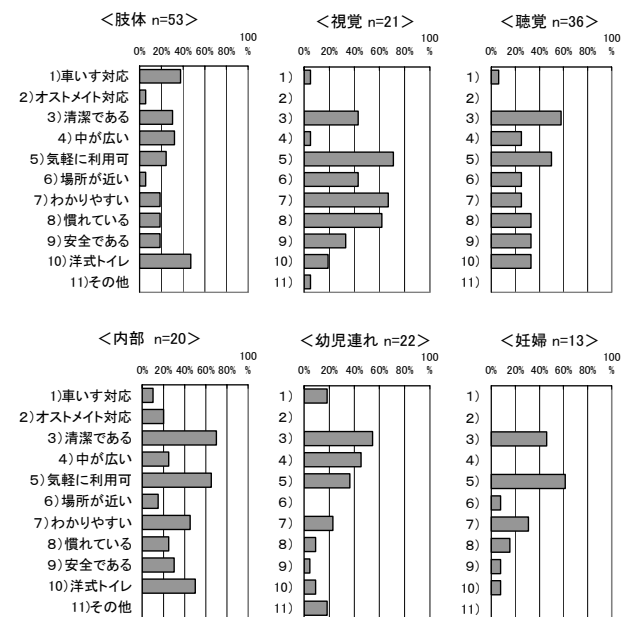 ＜肢体 n=53＞
0% 20% 40% 60% 80% 100%
1)車いす対応
2)オストメイト対応
3)清潔である
4)中が広い
5)気軽に利用可
6)場所が近い
7)わかりやすい
8)慣れている
9)安全である
10)洋式トイレ
11)その他
＜視覚 n=21＞
0% 20% 40% 60% 80% 100%
1)
2)
3)
4)
5)
6)
7)
8)
9)
10)
11)
＜聴覚 n=36＞
0% 20% 40% 60% 80% 100%
1)
2)
3)
4)
5)
6)
7)
8)
9)
10)
11)
＜内部 n=20＞
0% 20% 40% 60% 80% 100%
1)車いす対応
2)オストメイト対応
3)清潔である
4)中が広い
5)気軽に利用可
6)場所が近い
7)わかりやすい
8)慣れている
9)安全である
10)洋式トイレ
11)その他
＜幼児連れ n=22＞
0% 20% 40% 60% 80% 100%
1)
2)
3)
4)
5)
6)
7)
8)
9)
10)
11)
＜妊婦 n=13＞
0% 20% 40% 60% 80% 100%
1)
2)
3)
4)
5)
6)
7)
8)
9)
10)
11)